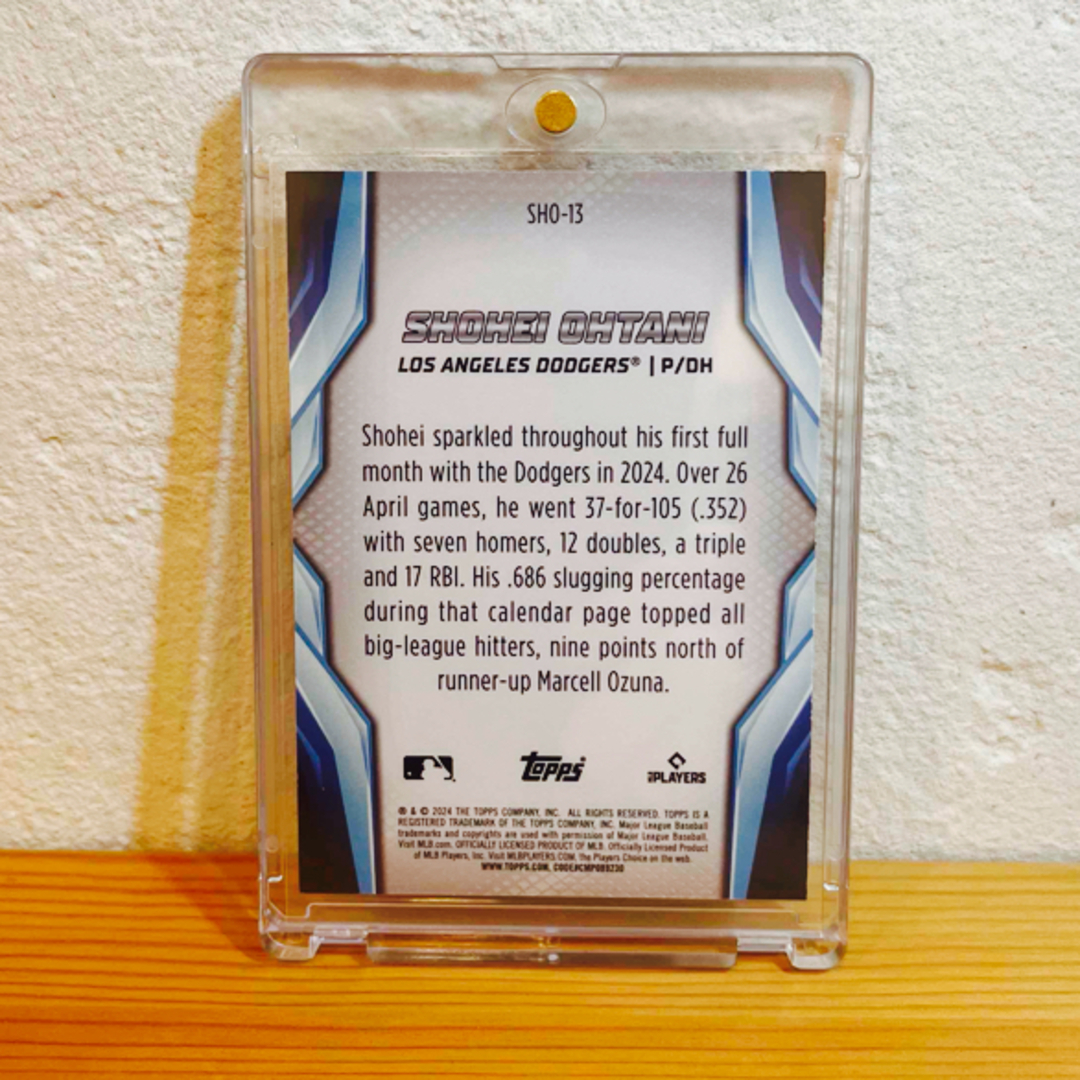 SHO-13
SHOHEI OHTANI
LOS ANGELES DODGERS® | P/DH
Shohei sparkled throughout his first full
month with the Dodgers in 2024. Over 26
April games, he went 37-for-105 (.352)
with seven homers, 12 doubles, a triple
and 17 RBI. His .686 slugging percentage
during that calendar page topped all
big-league hitters, nine points north of
runner-up Marcell Ozuna.
Topps
PLAYERS
® & © 2024 THE TOPPS COMPANY, INC. ALL RIGHTS RESERVED. TOPPS IS A
REGISTERED TRADEMARK OF THE TOPPS COMPANY, INC. Major League Baseball
trademarks and copyrights are used with permission of Major League Baseball.
Visit MLB.com. OFFICIALLY LICENSED PRODUCT OF MLB. Officially Licensed Product
of MLB Players, Inc. Visit MLBPLAYERS.COM, the Players Choice on the web.
WWW.TOPPS.COM, CODE#CMP089230